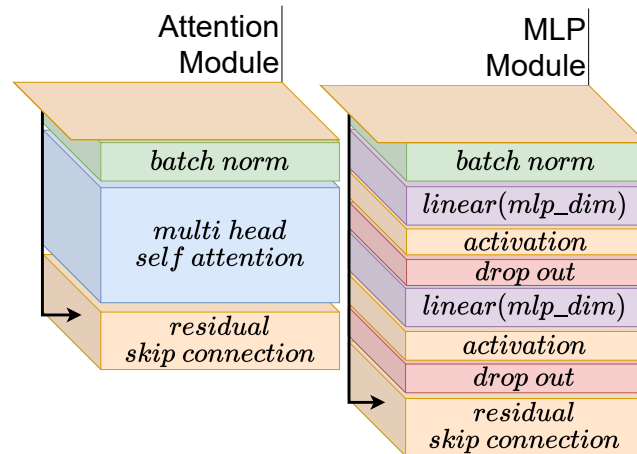 Attention
Module
batch norm
multi head
self attention
residual
skip connection
MLP
Module
batch norm
linear(mlp_dim)
activation
drop out
linear(mlp_dim)
activation
drop out
residual
skip connection